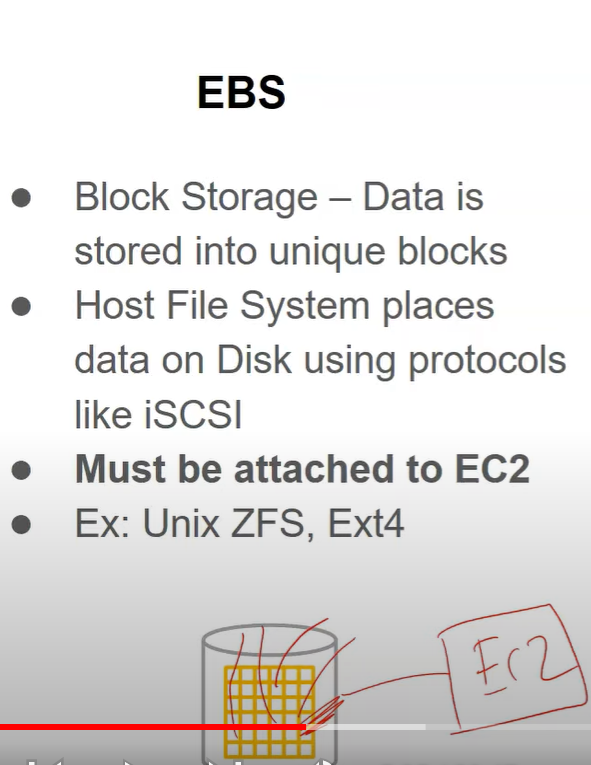 EBS
● Block Storage – Data is
stored into unique blocks
● Host File System places
data on Disk using protocols
like iSCSI
● Must be attached to EC2
● Ex: Unix ZFS, Ext4
Ec2